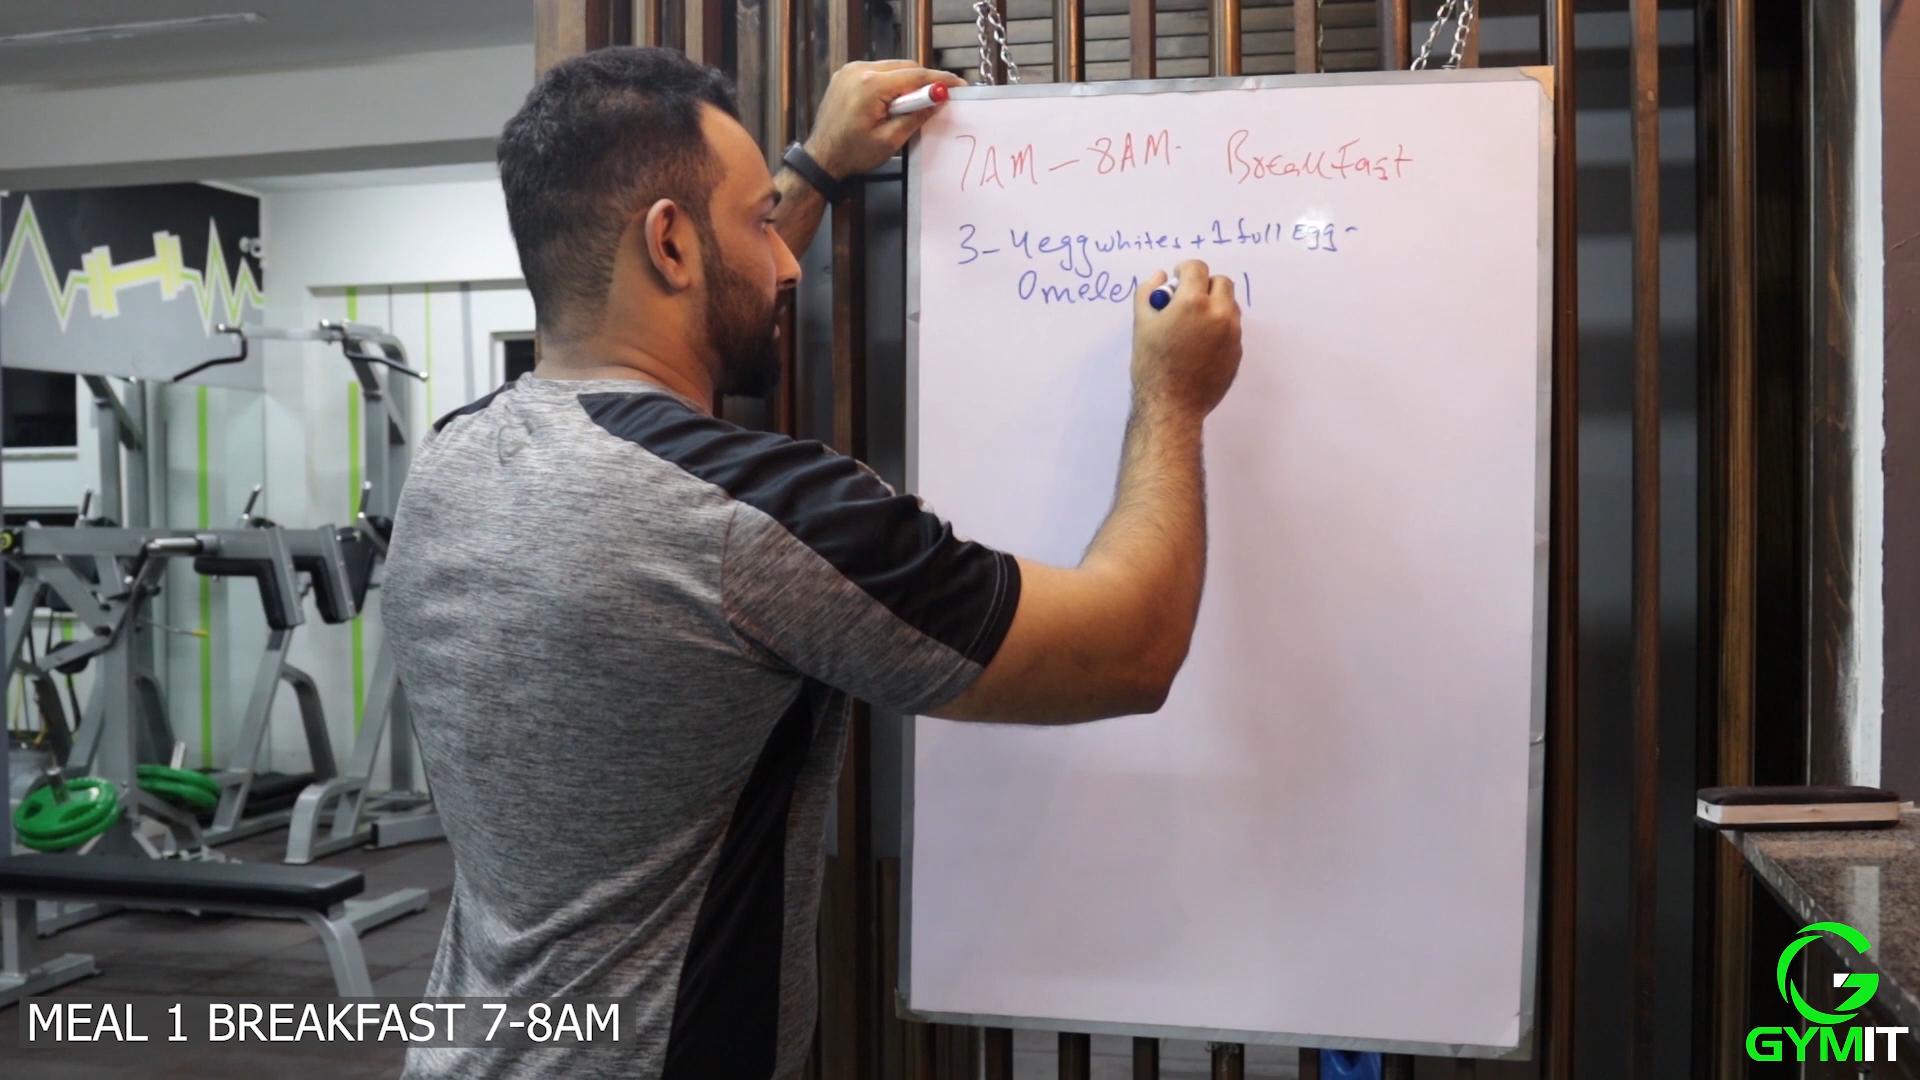 7AM - 8AM. BreakFast
3 - 4 egg whites + 1 full Egg -
MEAL 1 BREAKFAST 7-8AM
GYMIT